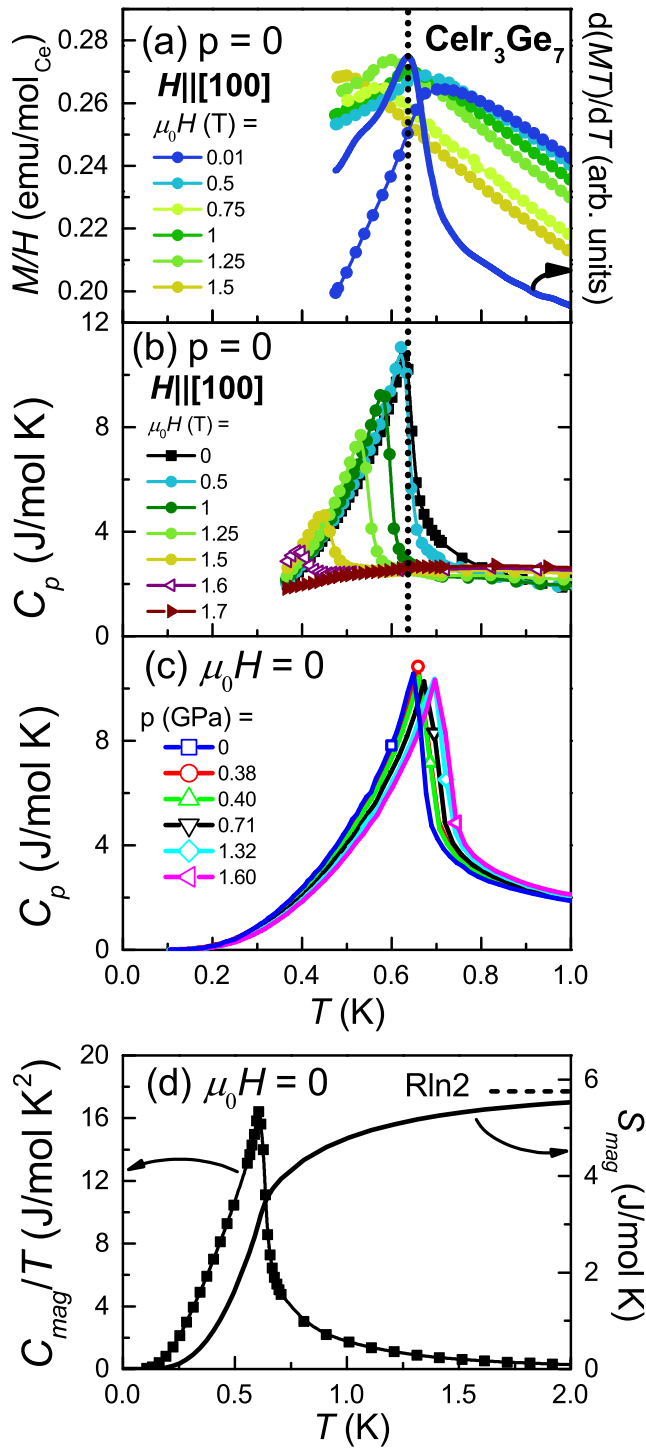 (a) p = 0
CeIr₃Ge₇
H||[100]
μ₀H (T) =
0.01
0.5
0.75
1
1.25
1.5
M/H (emu/mol_Ce)
0.28
0.26
0.24
0.22
0.20
d(MT)/dT (arb. units)
(b) p = 0
H||[100]
μ₀H (T) =
0
0.5
1
1.25
1.5
1.6
1.7
C_p (J/mol K)
12
8
4
0
(c) μ₀H = 0
p (GPa) =
0
0.38
0.40
0.71
1.32
1.60
C_p (J/mol K)
8
4
0
0.0 0.2 0.4 0.6 0.8 1.0
T (K)
(d) μ₀H = 0
Rln2
C_mag/T (J/mol K²)
20
16
12
8
4
0
S_mag (J/mol K)
6
4
2
0
0.0 0.5 1.0 1.5 2.0
T (K)